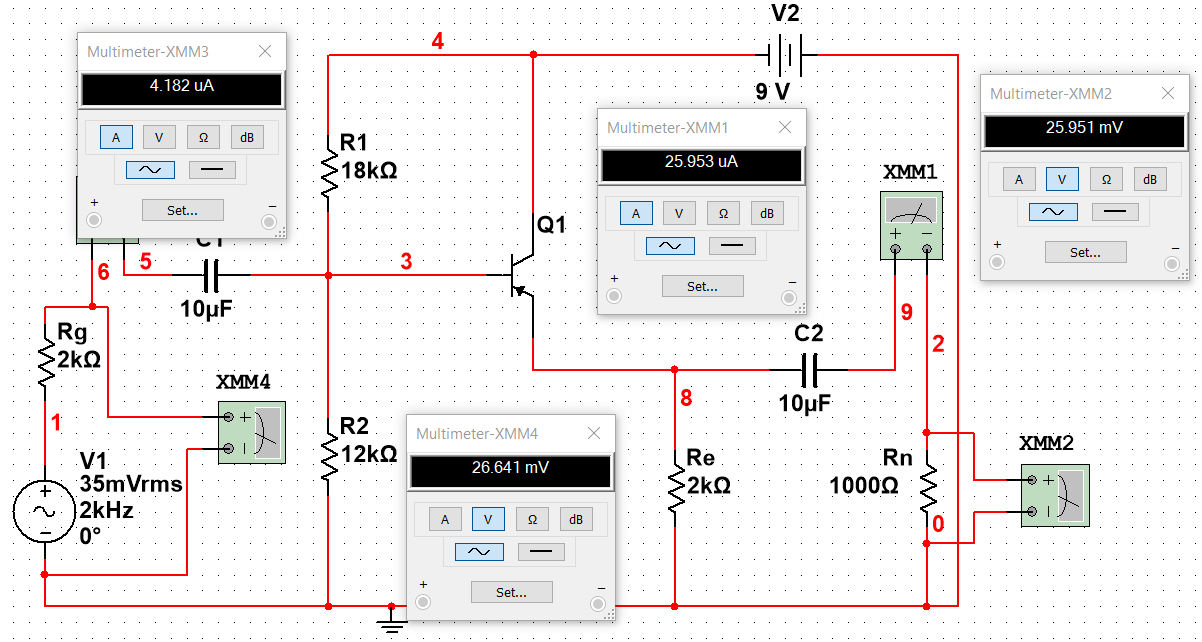 V2
4
9 V
Multimeter-XMM3
4.182 uA
A V Ω dB
+ −
Set...
R1
18kΩ
Multimeter-XMM1
25.953 uA
A V Ω dB
+ −
Set...
Multimeter-XMM2
25.951 mV
A V Ω dB
+ −
Set...
XMM1
+ −
Q1
C1
6
5
3
10µF
9
2
Rg
2kΩ
C2
10µF
8
XMM4
+
1
R2
12kΩ
Multimeter-XMM4
26.641 mV
A V Ω dB
+ −
Set...
V1
35mVrms
2kHz
0°
+
−
Re
2kΩ
Rn
1000Ω
0
XMM2
+